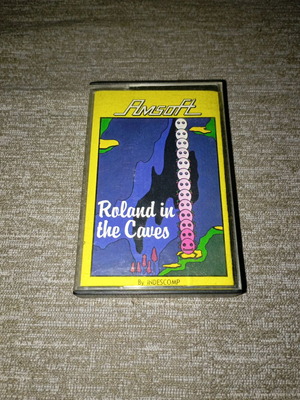 Amsoft
Roland in
the Caves
By INDESCOMP